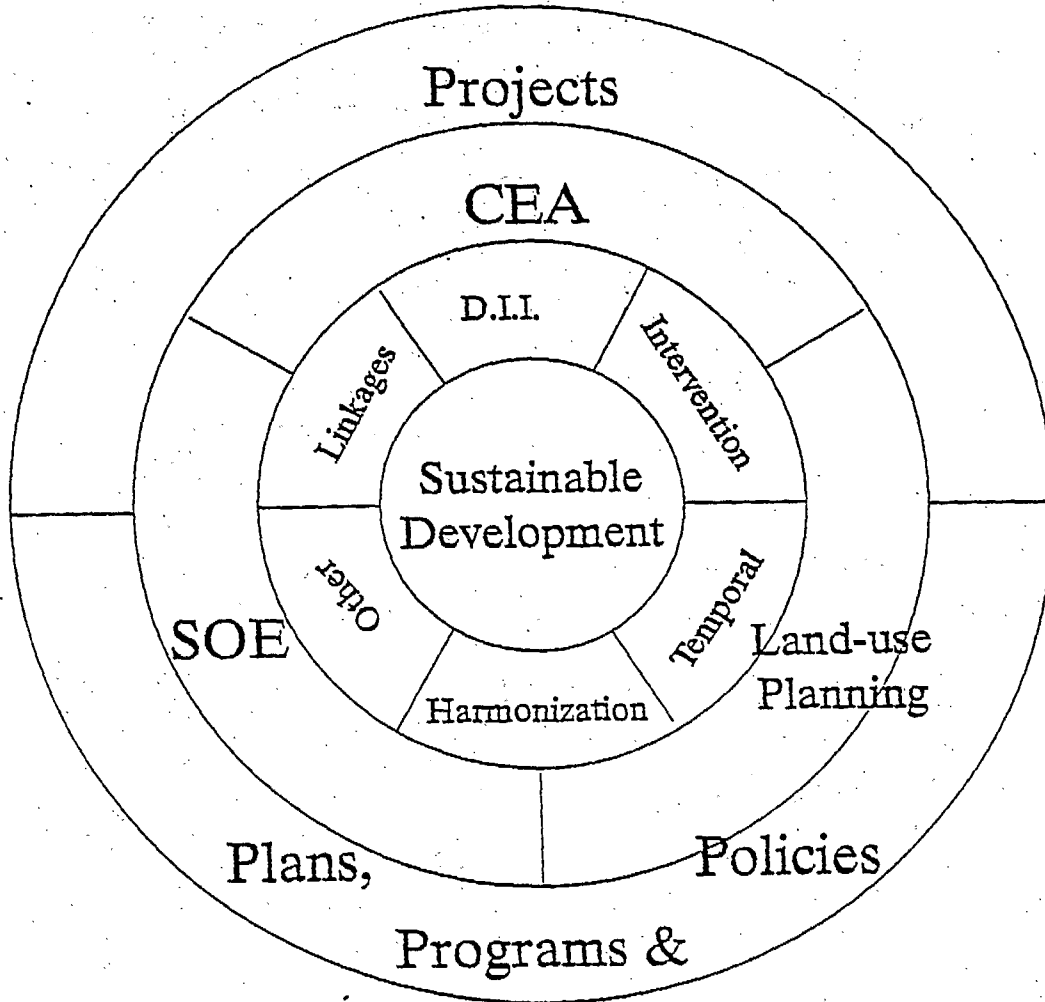 Projects
CEA
D.I.I.
Linkages
Intervention
Sustainable
Development
Other
Temporal
SOE
Land-use
Planning
Harmonization
Plans,
Policies
Programs &